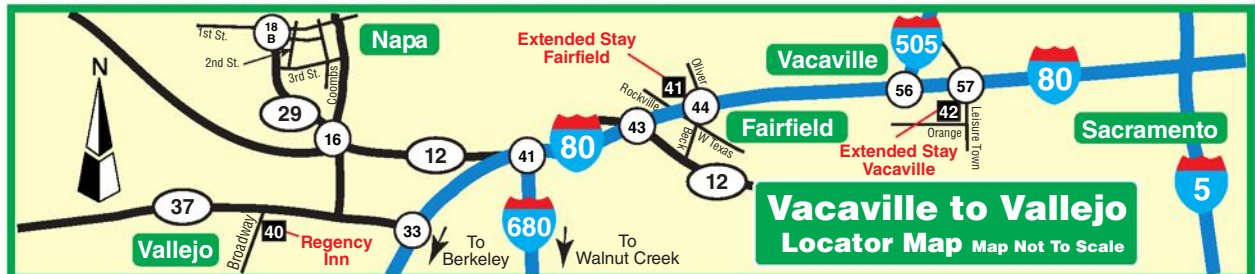 1st St.
18
B
Napa
2nd St.
3rd St.
Coombs
N
29
16
12
37
Vallejo
Broadway
40
Regency
Inn
33
To
Berkeley
41
80
680
To
Walnut Creek
Extended Stay
Fairfield
41
Rockville
Oliver
43
44
Beck
W Texas
12
Fairfield
Vacaville
505
56
57
80
42
Orange
Leisure Town
Extended Stay
Vacaville
Sacramento
5
Vacaville to Vallejo
Locator Map Map Not To Scale